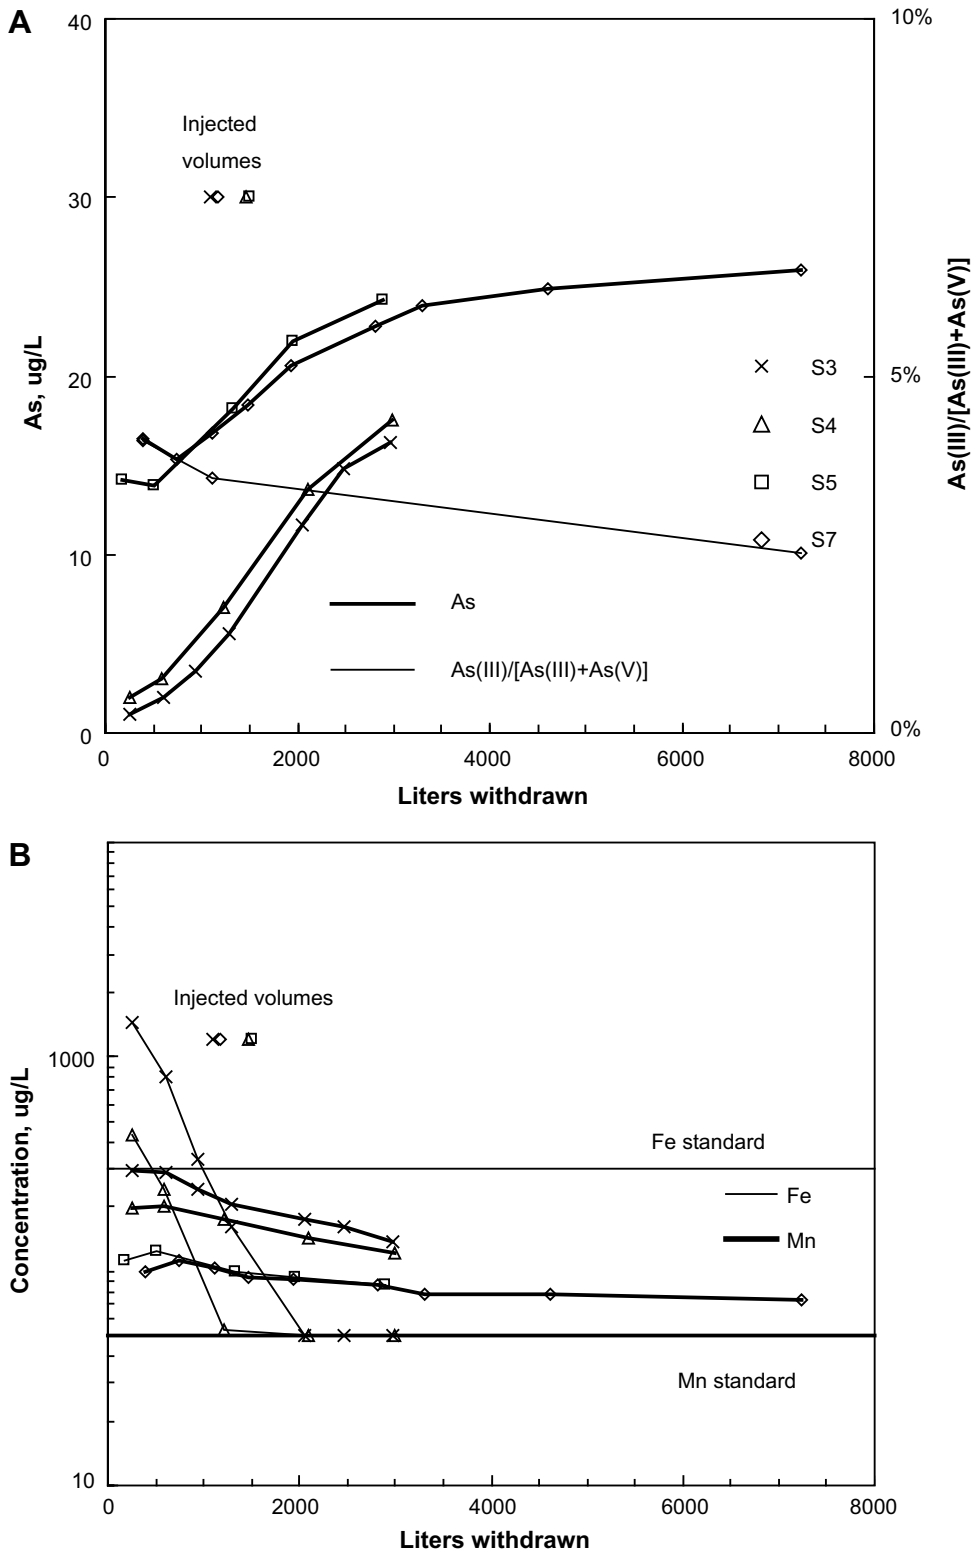 A
40
10%
Injected
volumes
30
As, ug/L
As(III)/[As(III)+As(V)]
20
5%
S3
S4
S5
S7
10
As
As(III)/[As(III)+As(V)]
0
0%
0
2000
4000
6000
8000
Liters withdrawn
B
Injected volumes
1000
Concentration, ug/L
Fe standard
Fe
Mn
Mn standard
10
0
2000
4000
6000
8000
Liters withdrawn